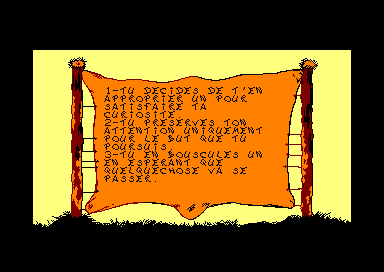 1-TU DECIDES DE T'EN
APPROPRIER UN POUR
SATISFAIRE TA
CURIOSITE.
2-TU PRESERVES TON
ATTENTION UNIQUEMENT
POUR LE BUT QUE TU
POURSUIS.
3-TU EN BOUSCULES UN
EN ESPERANT QUE
QUELQUECHOSE VA SE
PASSER.